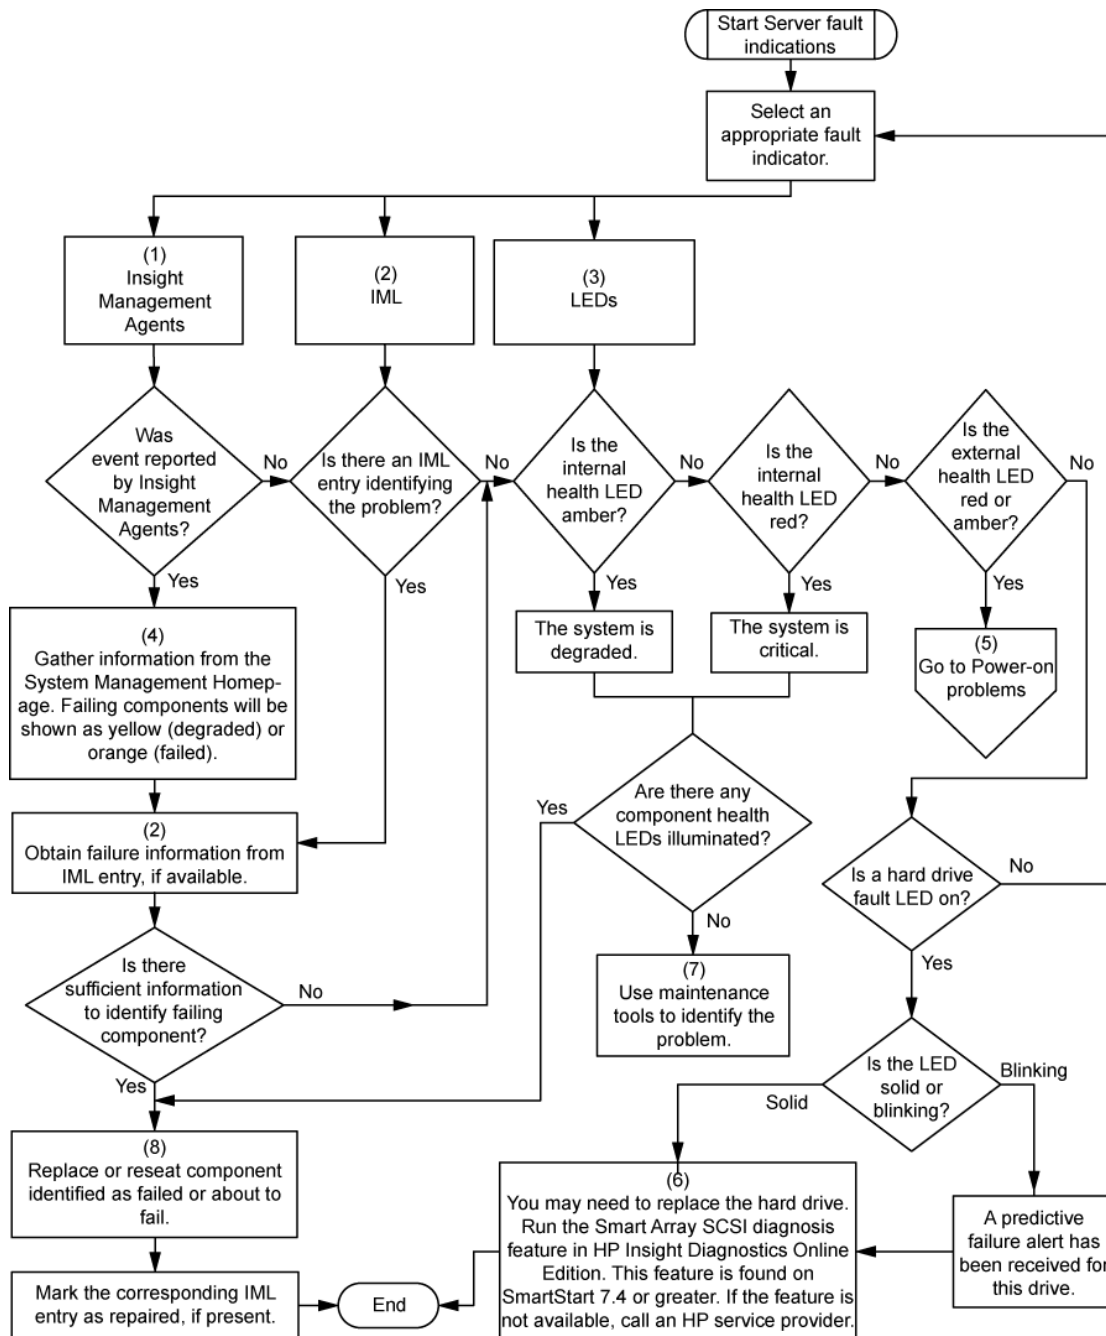 Start Server fault
indications
Select an
appropriate fault
indicator.
(1)
Insight
Management
Agents
(2)
IML
(3)
LEDs
Was
event reported
by Insight
Management
Agents?
No
Yes
Is there an IML
entry identifying
the problem?
No
Yes
Is the
internal
health LED
amber?
No
Yes
Is the
internal
health LED
red?
No
Yes
Is the
external
health LED
red or
amber?
No
Yes
(4)
Gather information from the
System Management Homep-
age. Failing components will be
shown as yellow (degraded) or
orange (failed).
The system is
degraded.
The system is
critical.
(5)
Go to Power-on
problems
Are there any
component health
LEDs illuminated?
Yes
No
(2)
Obtain failure information from
IML entry, if available.
Is a hard drive
fault LED on?
No
Yes
Is there
sufficient information
to identify failing
component?
No
Yes
(7)
Use maintenance
tools to identify the
problem.
Is the LED
solid or
blinking?
Solid
Blinking
(8)
Replace or reseat component
identified as failed or about to
fail.
(6)
You may need to replace the hard drive.
Run the Smart Array SCSI diagnosis
feature in HP Insight Diagnostics Online
Edition. This feature is found on
SmartStart 7.4 or greater. If the feature is
not available, call an HP service provider.
A predictive
failure alert has
been received for
this drive.
Mark the corresponding IML
entry as repaired, if present.
End